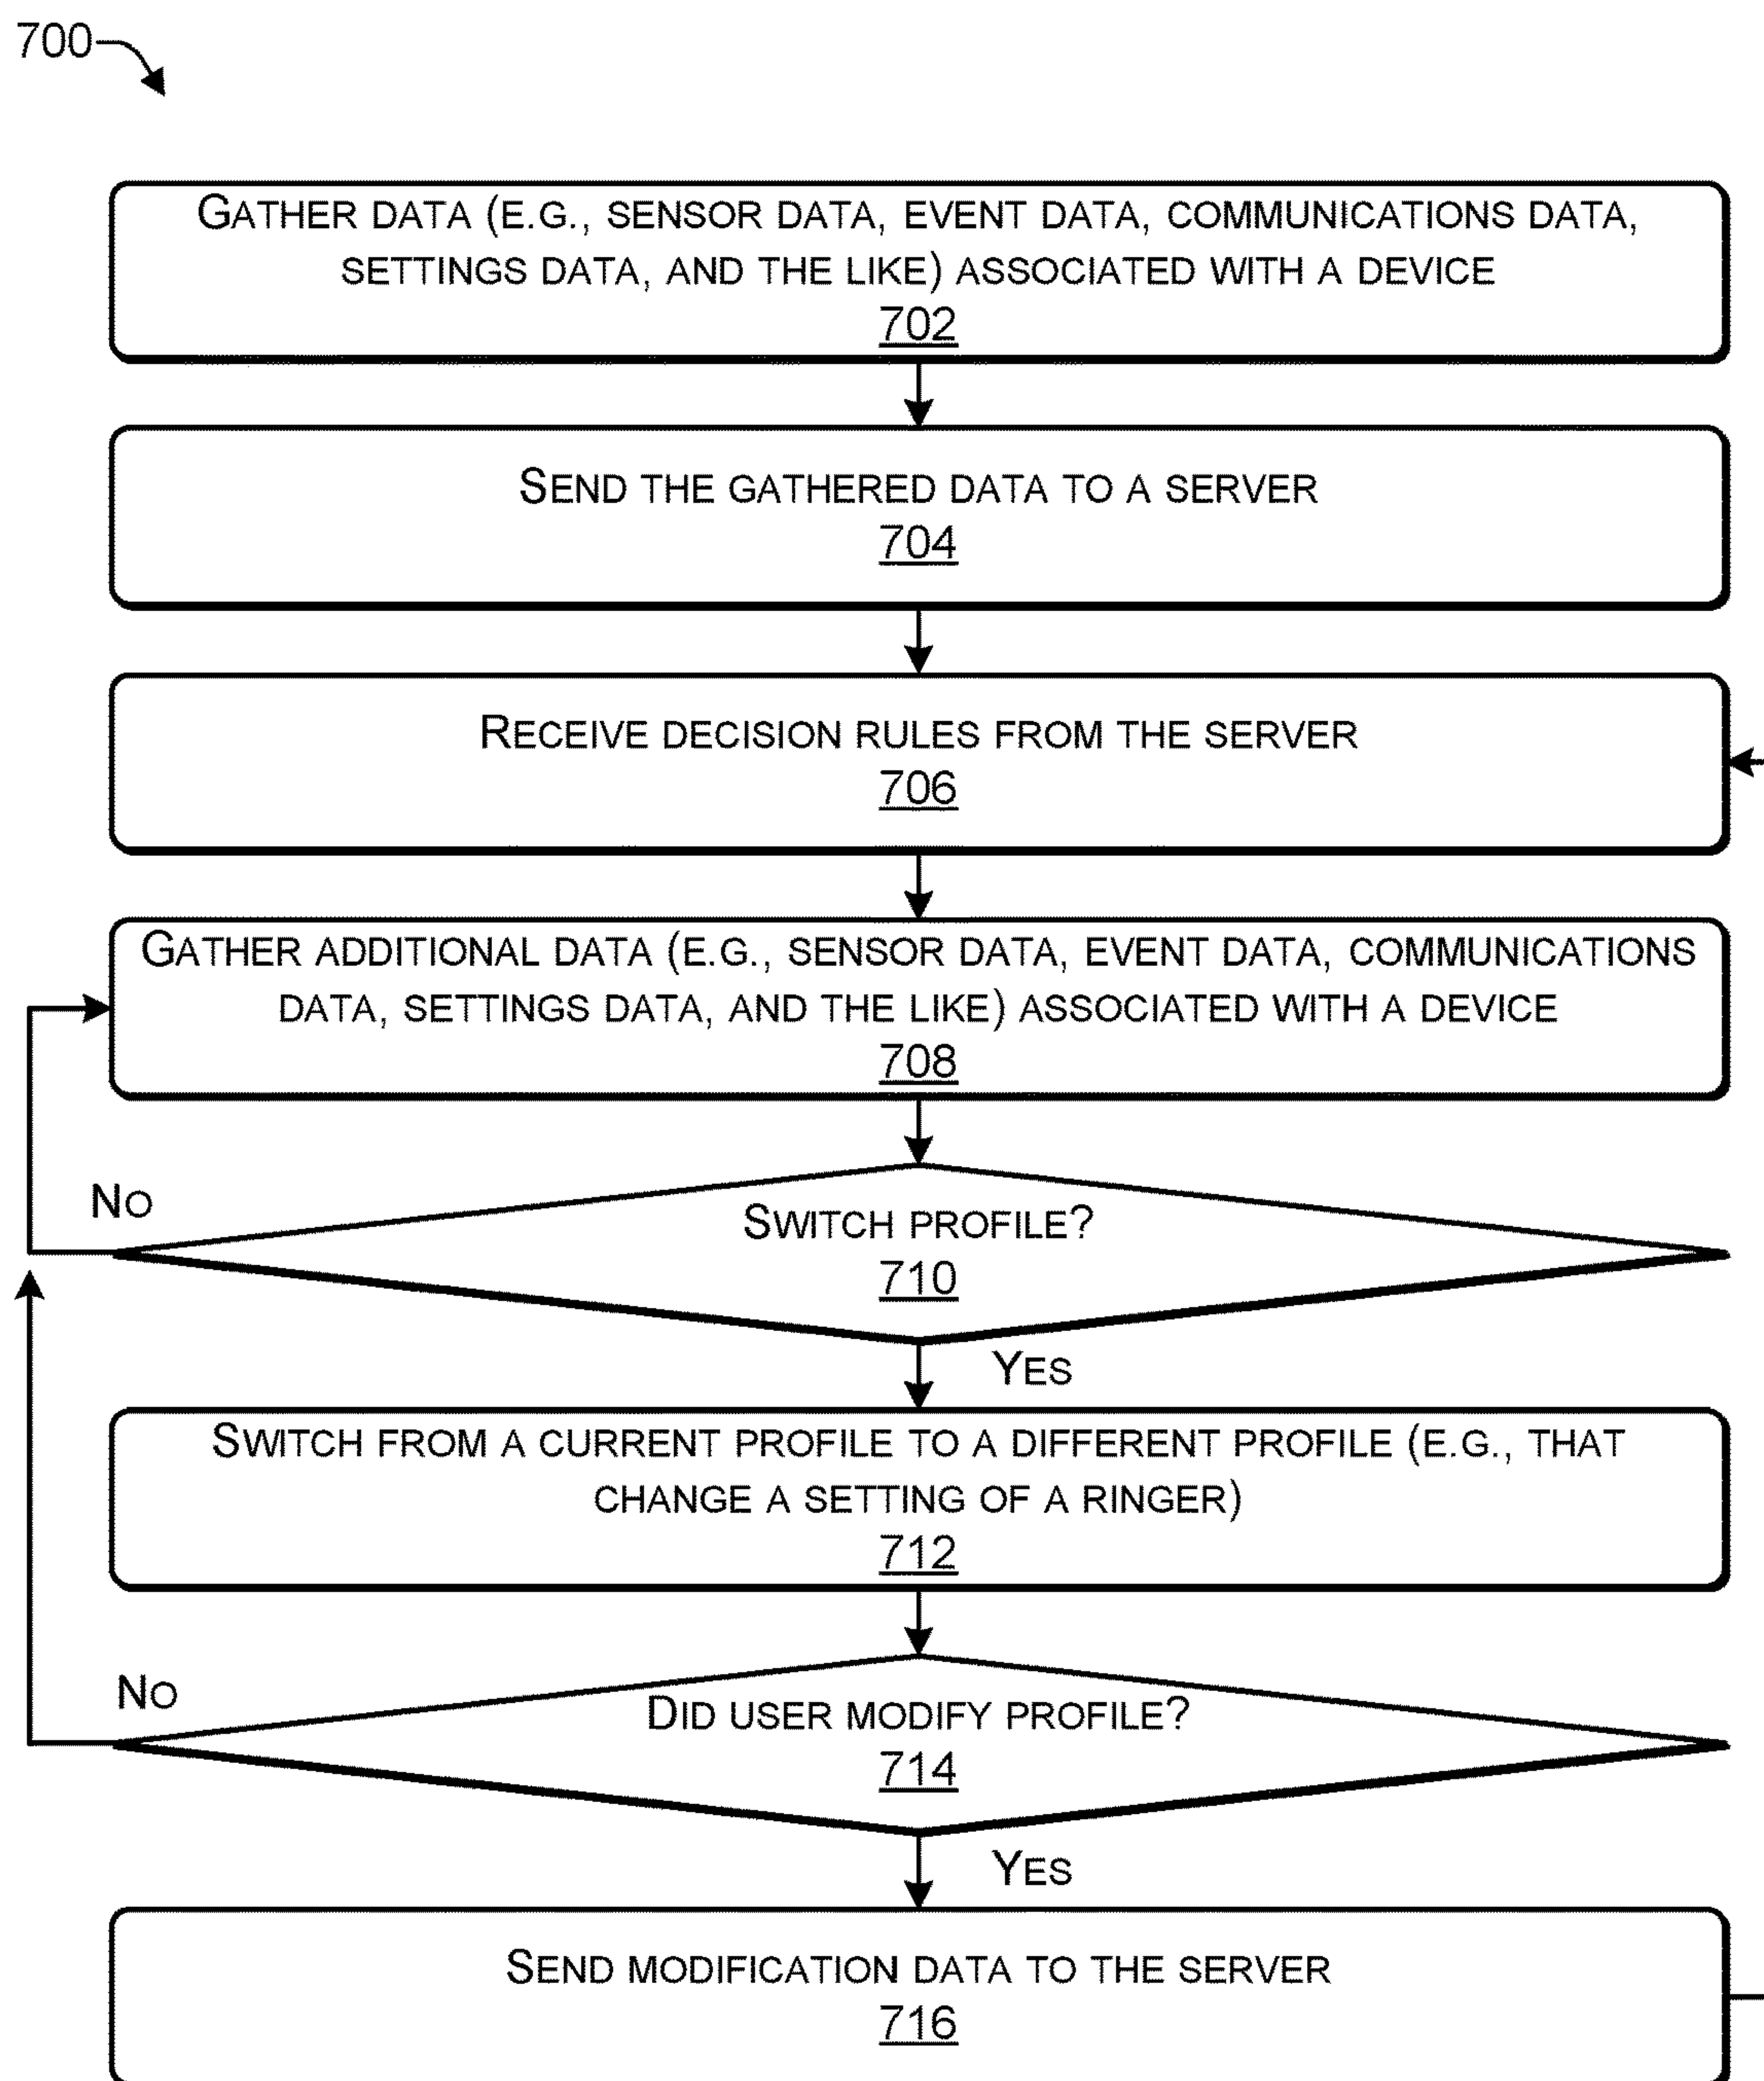 700
GATHER DATA (E.G., SENSOR DATA, EVENT DATA, COMMUNICATIONS DATA,
SETTINGS DATA, AND THE LIKE) ASSOCIATED WITH A DEVICE
702
SEND THE GATHERED DATA TO A SERVER
704
RECEIVE DECISION RULES FROM THE SERVER
706
GATHER ADDITIONAL DATA (E.G., SENSOR DATA, EVENT DATA, COMMUNICATIONS
DATA, SETTINGS DATA, AND THE LIKE) ASSOCIATED WITH A DEVICE
708
NO
SWITCH PROFILE?
710
YES
SWITCH FROM A CURRENT PROFILE TO A DIFFERENT PROFILE (E.G., THAT
CHANGE A SETTING OF A RINGER)
712
NO
DID USER MODIFY PROFILE?
714
YES
SEND MODIFICATION DATA TO THE SERVER
716